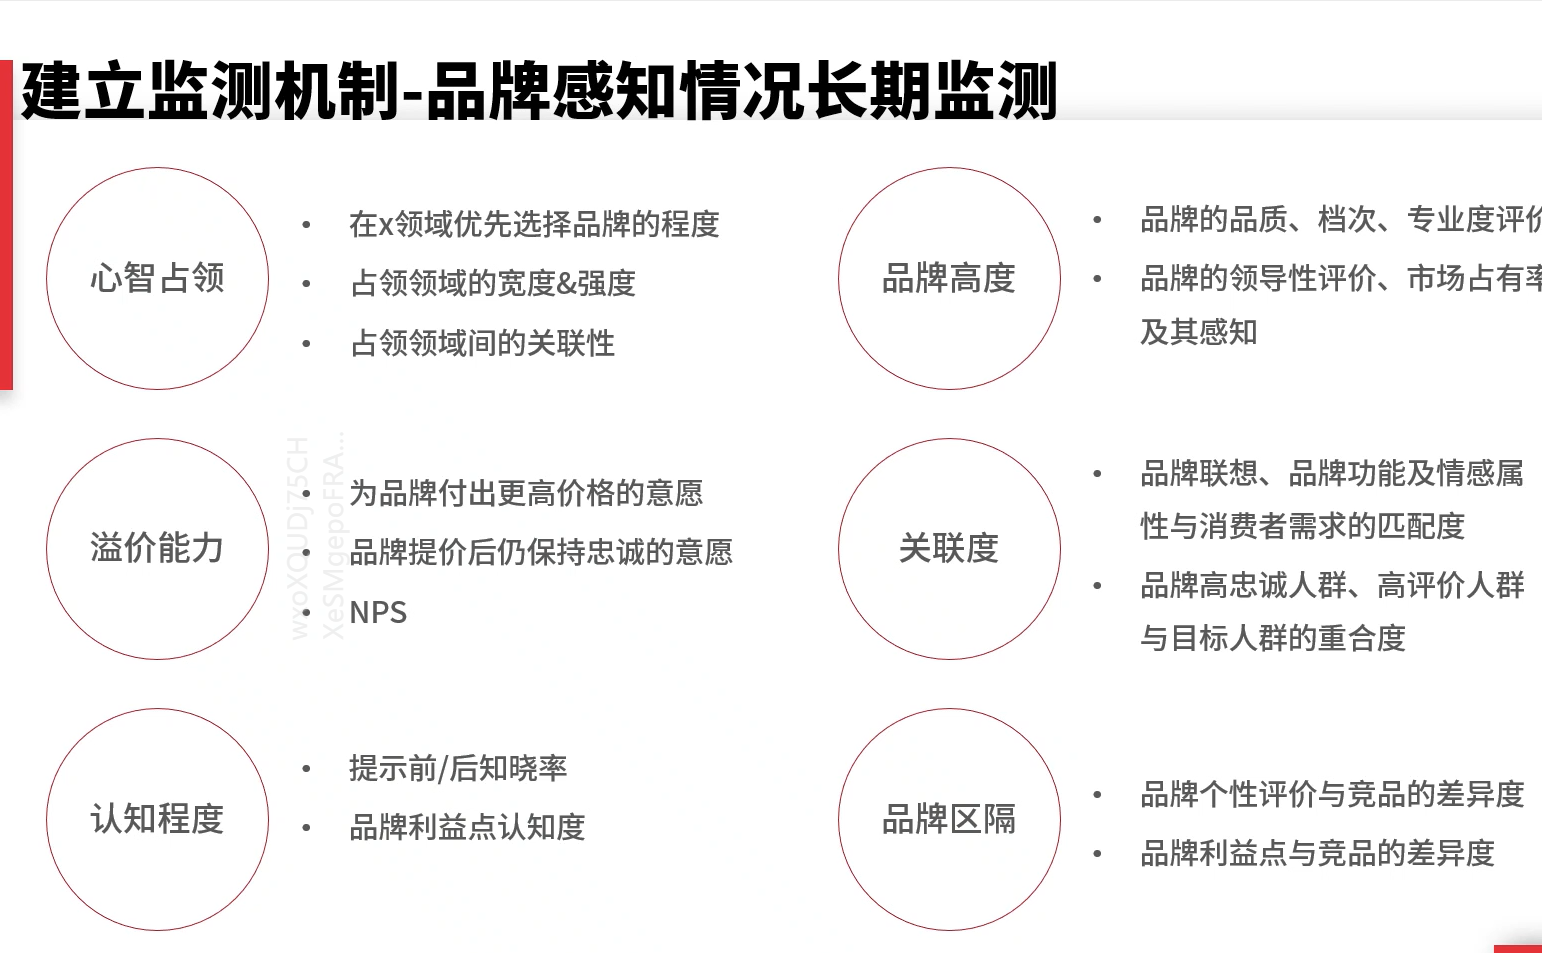 建立监测机制-品牌感知情况长期监测
心智占领
• 在x领域优先选择品牌的程度
• 占领领域的宽度&强度
• 占领领域间的关联性
品牌高度
• 品牌的品质、档次、专业度评价
• 品牌的领导性评价、市场占有率
及其感知
溢价能力
• 为品牌付出更高价格的意愿
• 品牌提价后仍保持忠诚的意愿
• NPS
wyoXQUDj75CH
XeSMgepoFRA...
关联度
• 品牌联想、品牌功能及情感属
性与消费者需求的匹配度
• 品牌高忠诚人群、高评价人群
与目标人群的重合度
认知程度
• 提示前/后知晓率
• 品牌利益点认知度
品牌区隔
• 品牌个性评价与竞品的差异度
• 品牌利益点与竞品的差异度